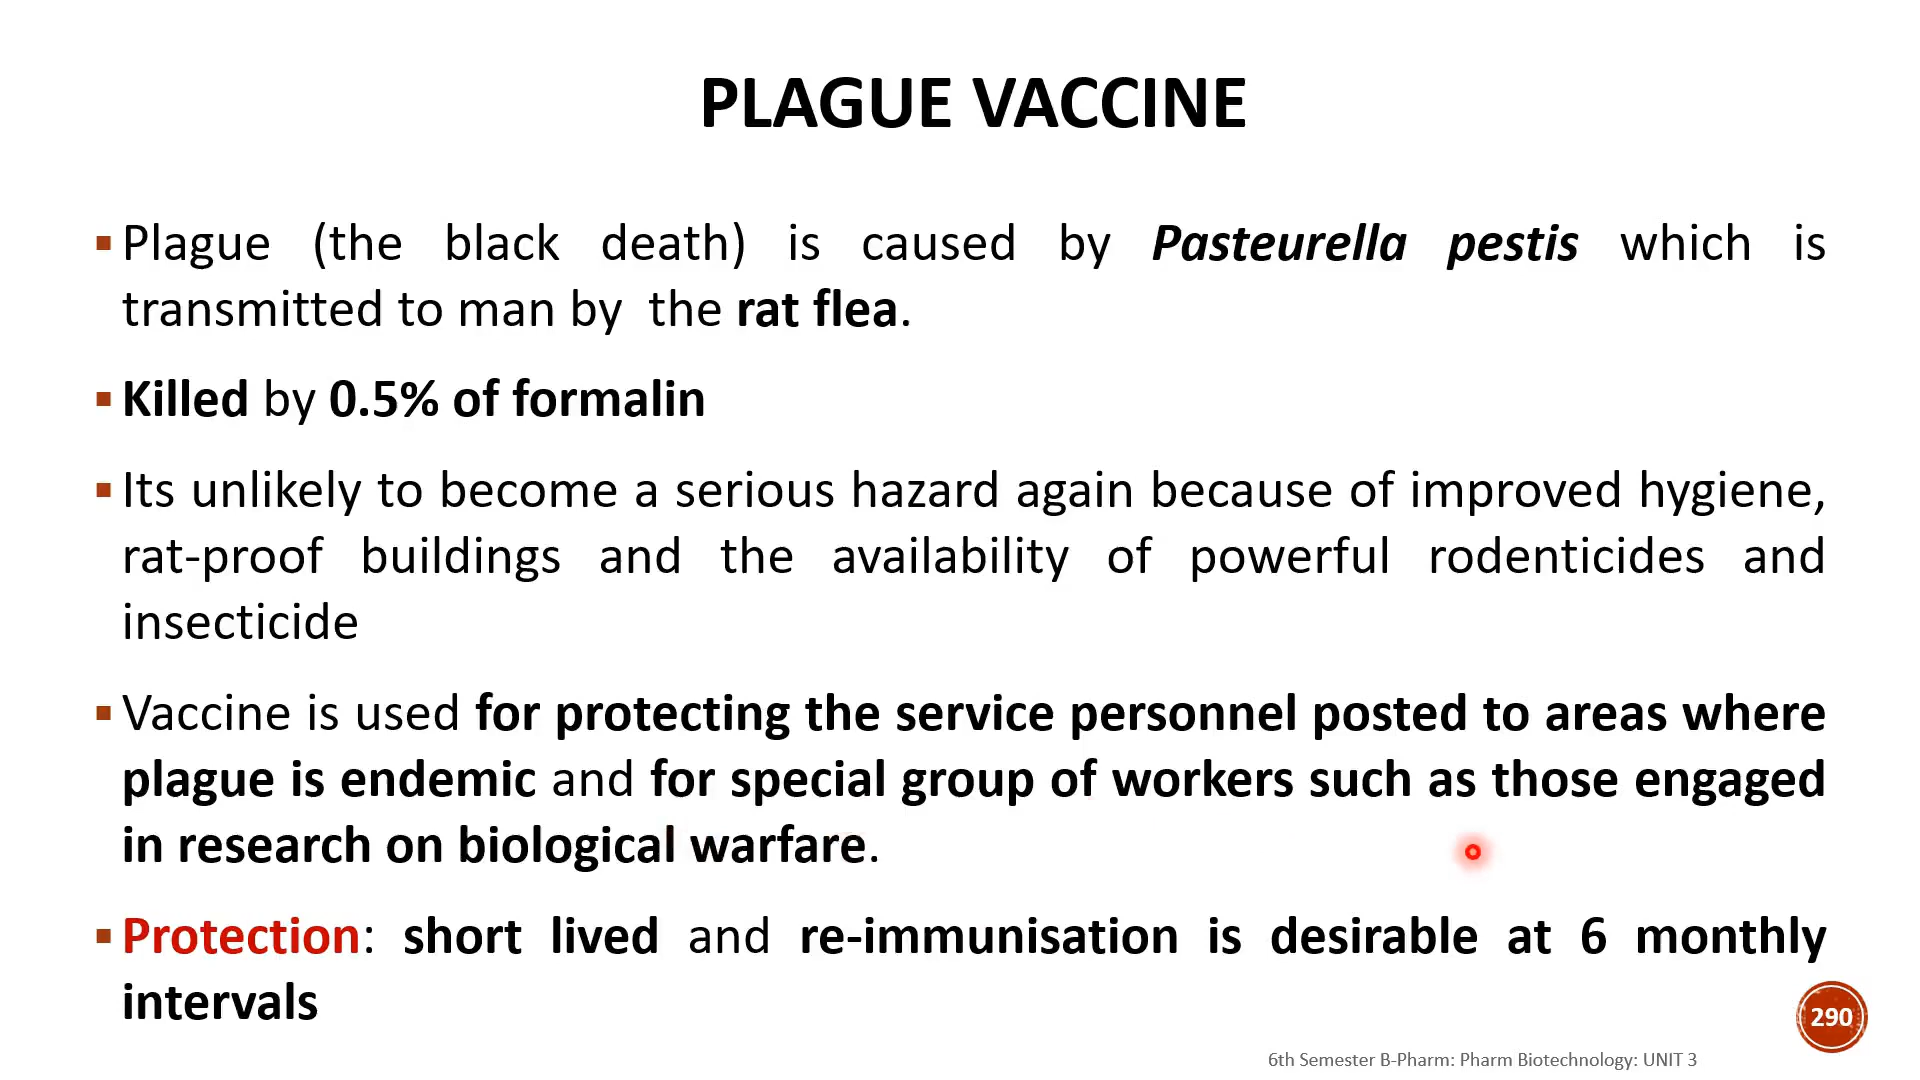 PLAGUE VACCINE
▪Plague (the black death) is caused by Pasteurella pestis which is
transmitted to man by the rat flea.
▪Killed by 0.5% of formalin
▪Its unlikely to become a serious hazard again because of improved hygiene,
rat-proof buildings and the availability of powerful rodenticides and
insecticide
▪Vaccine is used for protecting the service personnel posted to areas where
plague is endemic and for special group of workers such as those engaged
in research on biological warfare.
▪Protection: short lived and re-immunisation is desirable at 6 monthly
intervals
290
6th Semester B-Pharm: Pharm Biotechnology: UNIT 3